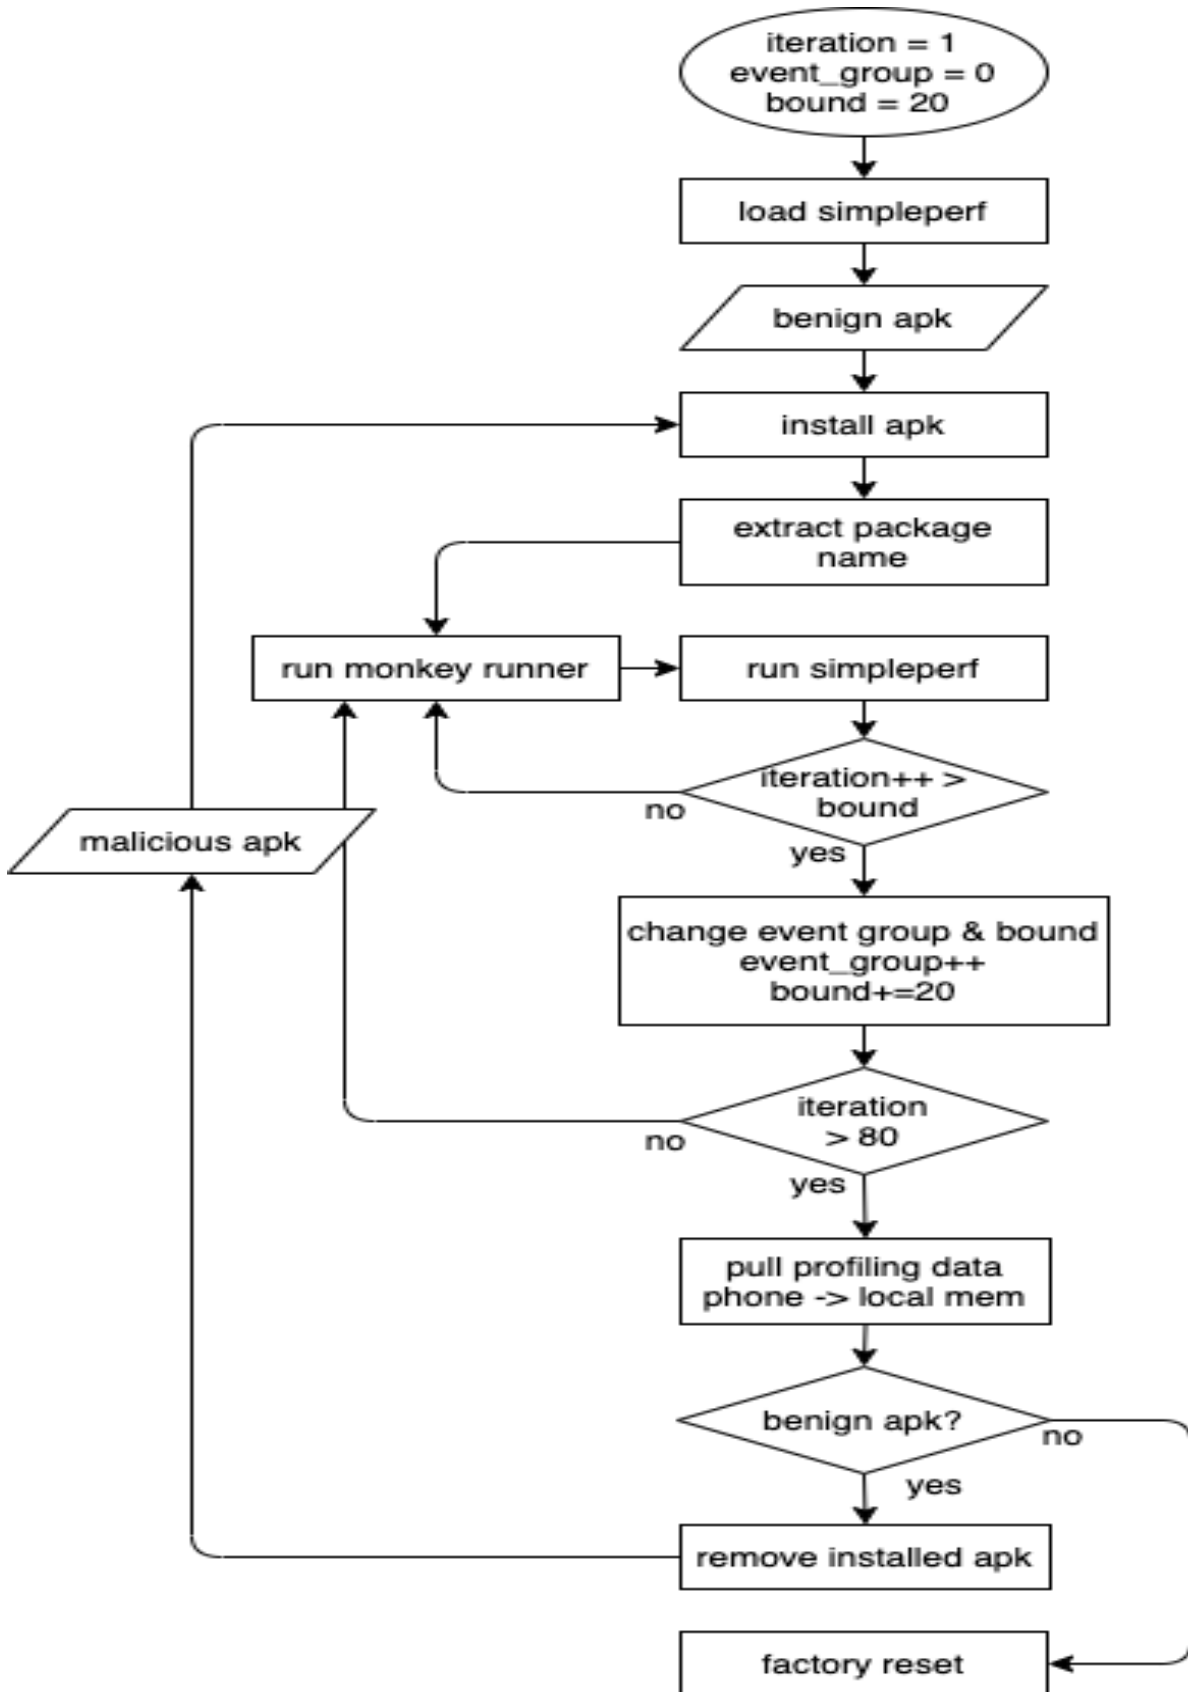 iteration = 1
event_group = 0
bound = 20
load simpleperf
benign apk
install apk
extract package
name
run monkey runner
run simpleperf
iteration++ >
bound
no
yes
malicious apk
change event group & bound
event_group++
bound+=20
iteration
> 80
no
yes
pull profiling data
phone -> local mem
benign apk?
no
yes
remove installed apk
factory reset